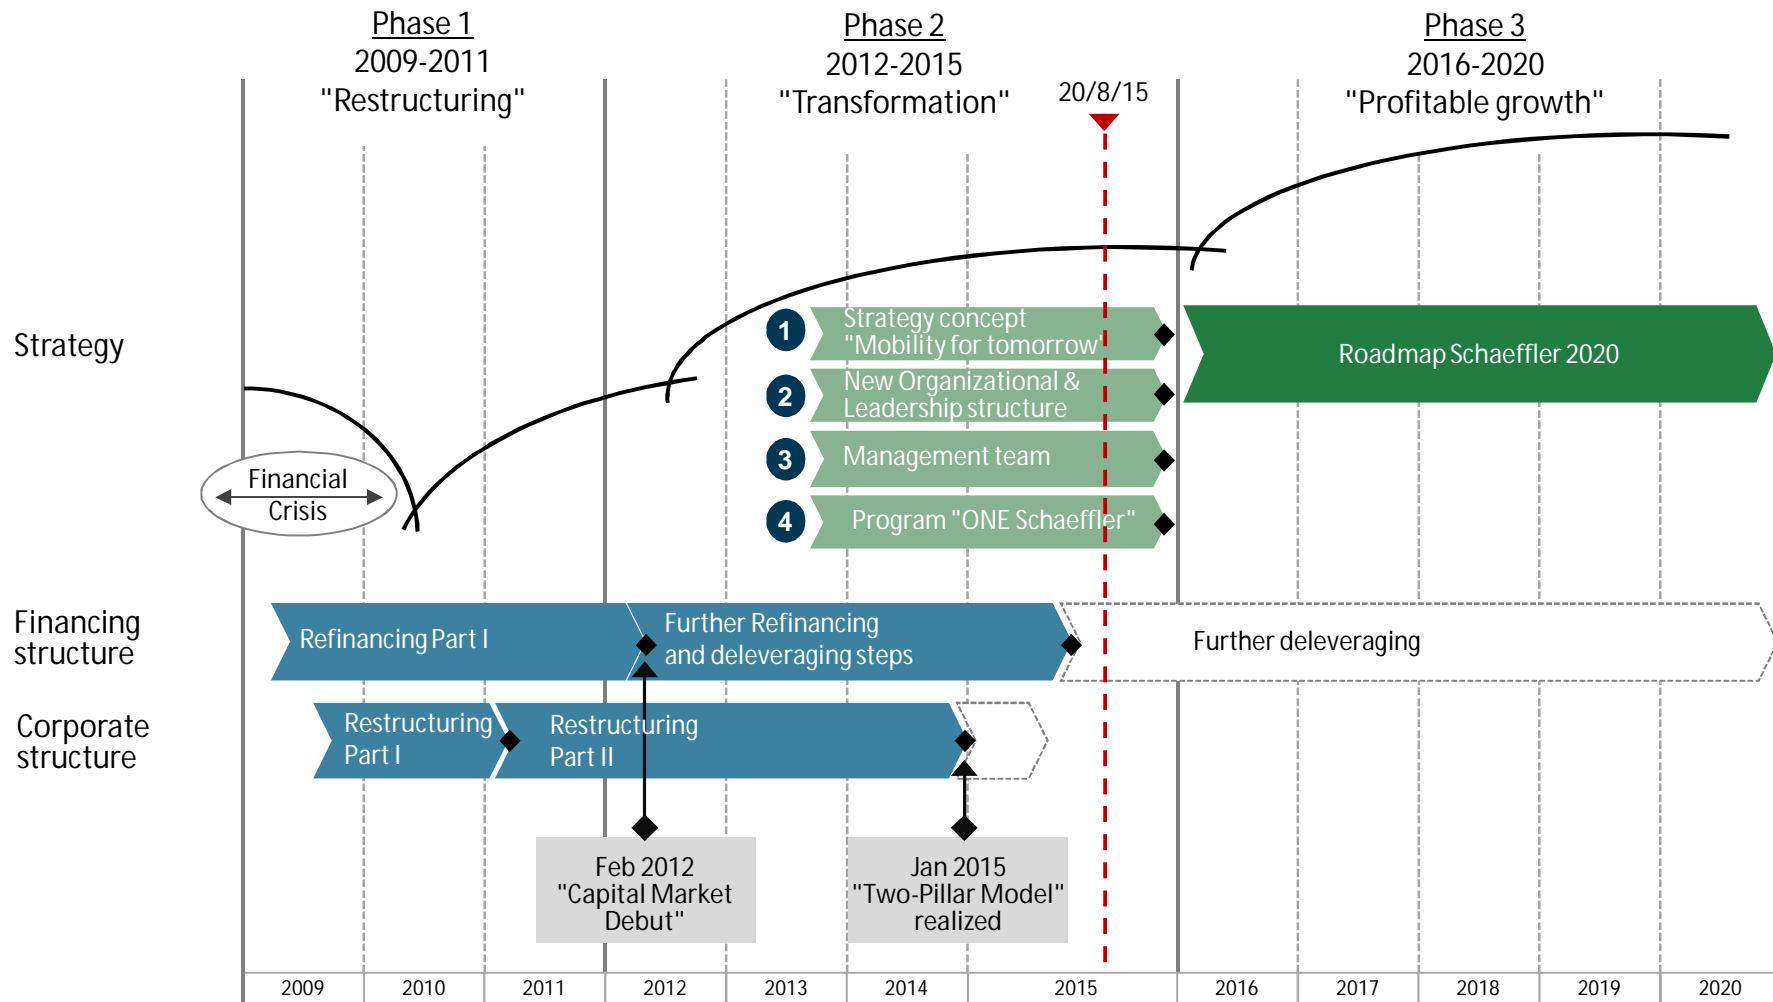 Phase 1
2009-2011
"Restructuring"
Phase 2
2012-2015
"Transformation"
20/8/15
Phase 3
2016-2020
"Profitable growth"
Strategy
1
Strategy concept
"Mobility for tomorrow"
2
New Organizational &
Leadership structure
3
Management team
4
Program "ONE Schaeffler"
Roadmap Schaeffler 2020
Financial
Crisis
Financing
structure
Refinancing Part I
Further Refinancing
and deleveraging steps
Further deleveraging
Corporate
structure
Restructuring
Part I
Restructuring
Part II
Feb 2012
"Capital Market
Debut"
Jan 2015
"Two-Pillar Model"
realized
2009
2010
2011
2012
2013
2014
2015
2016
2017
2018
2019
2020